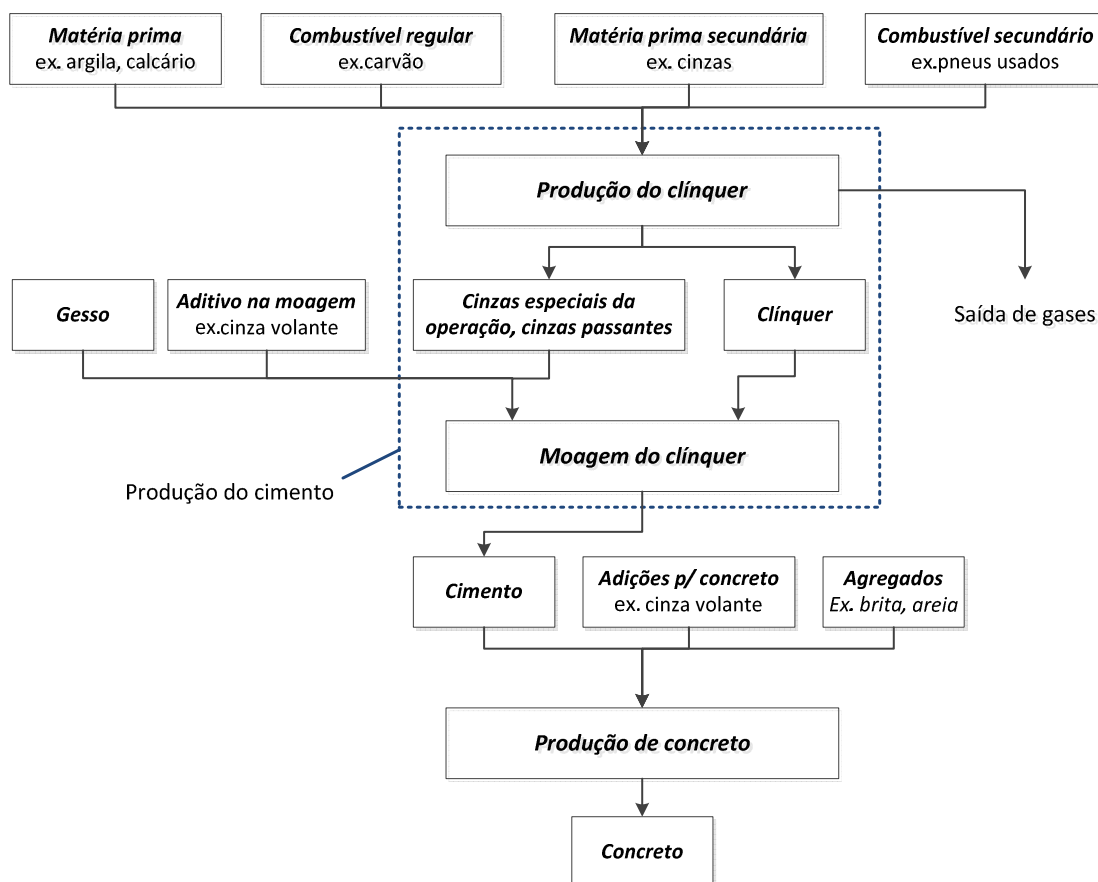 Matéria prima
ex. argila, calcário
Combustível regular
ex.carvão
Matéria prima secundária
ex. cinzas
Combustível secundário
ex.pneus usados
Produção do clínquer
Gesso
Aditivo na moagem
ex.cinza volante
Cinzas especiais da
operação, cinzas passantes
Clínquer
Saída de gases
Moagem do clínquer
Produção do cimento
Cimento
Adições p/ concreto
ex. cinza volante
Agregados
Ex. brita, areia
Produção de concreto
Concreto